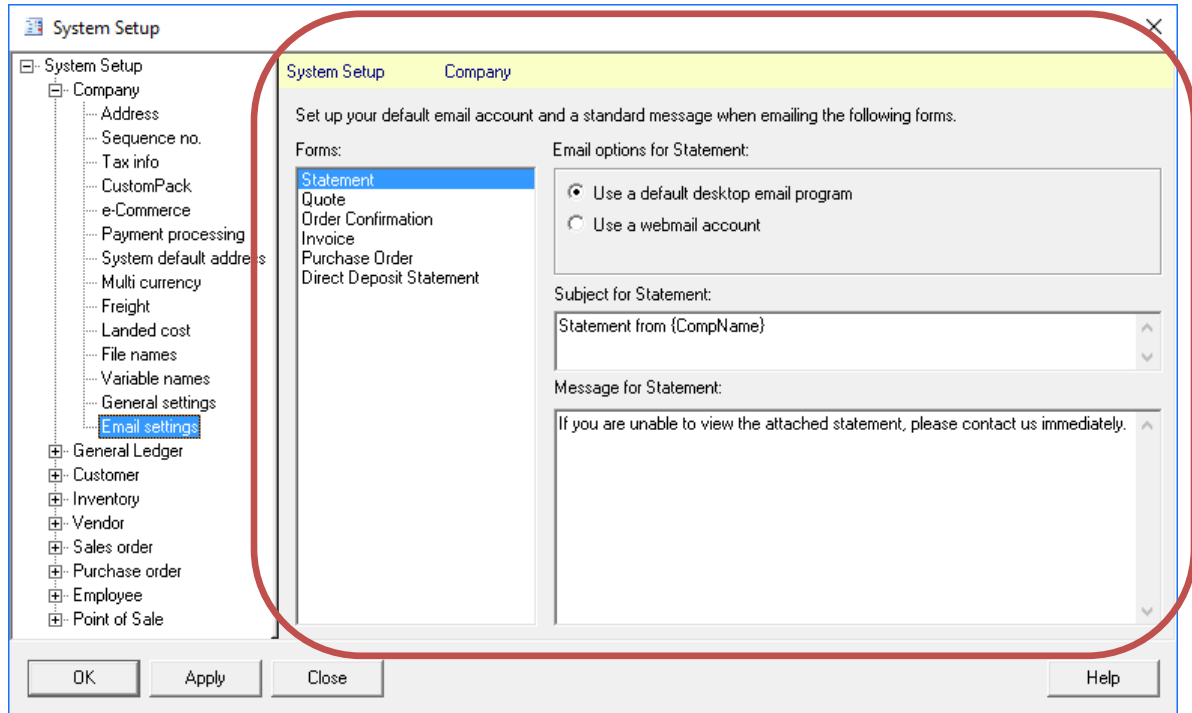 System Setup
System Setup
Company
Address
Sequence no.
Tax info
CustomPack
e-Commerce
Payment processing
System default address
Multi currency
Freight
Landed cost
File names
Variable names
General settings
Email settings
General Ledger
Customer
Inventory
Vendor
Sales order
Purchase order
Employee
Point of Sale
System Setup Company
Set up your default email account and a standard message when emailing the following forms.
Forms:
Statement
Quote
Order Confirmation
Invoice
Purchase Order
Direct Deposit Statement
Email options for Statement:
Use a default desktop email program
Use a webmail account
Subject for Statement:
Statement from {CompName}
Message for Statement:
If you are unable to view the attached statement, please contact us immediately.
OK Apply Close Help